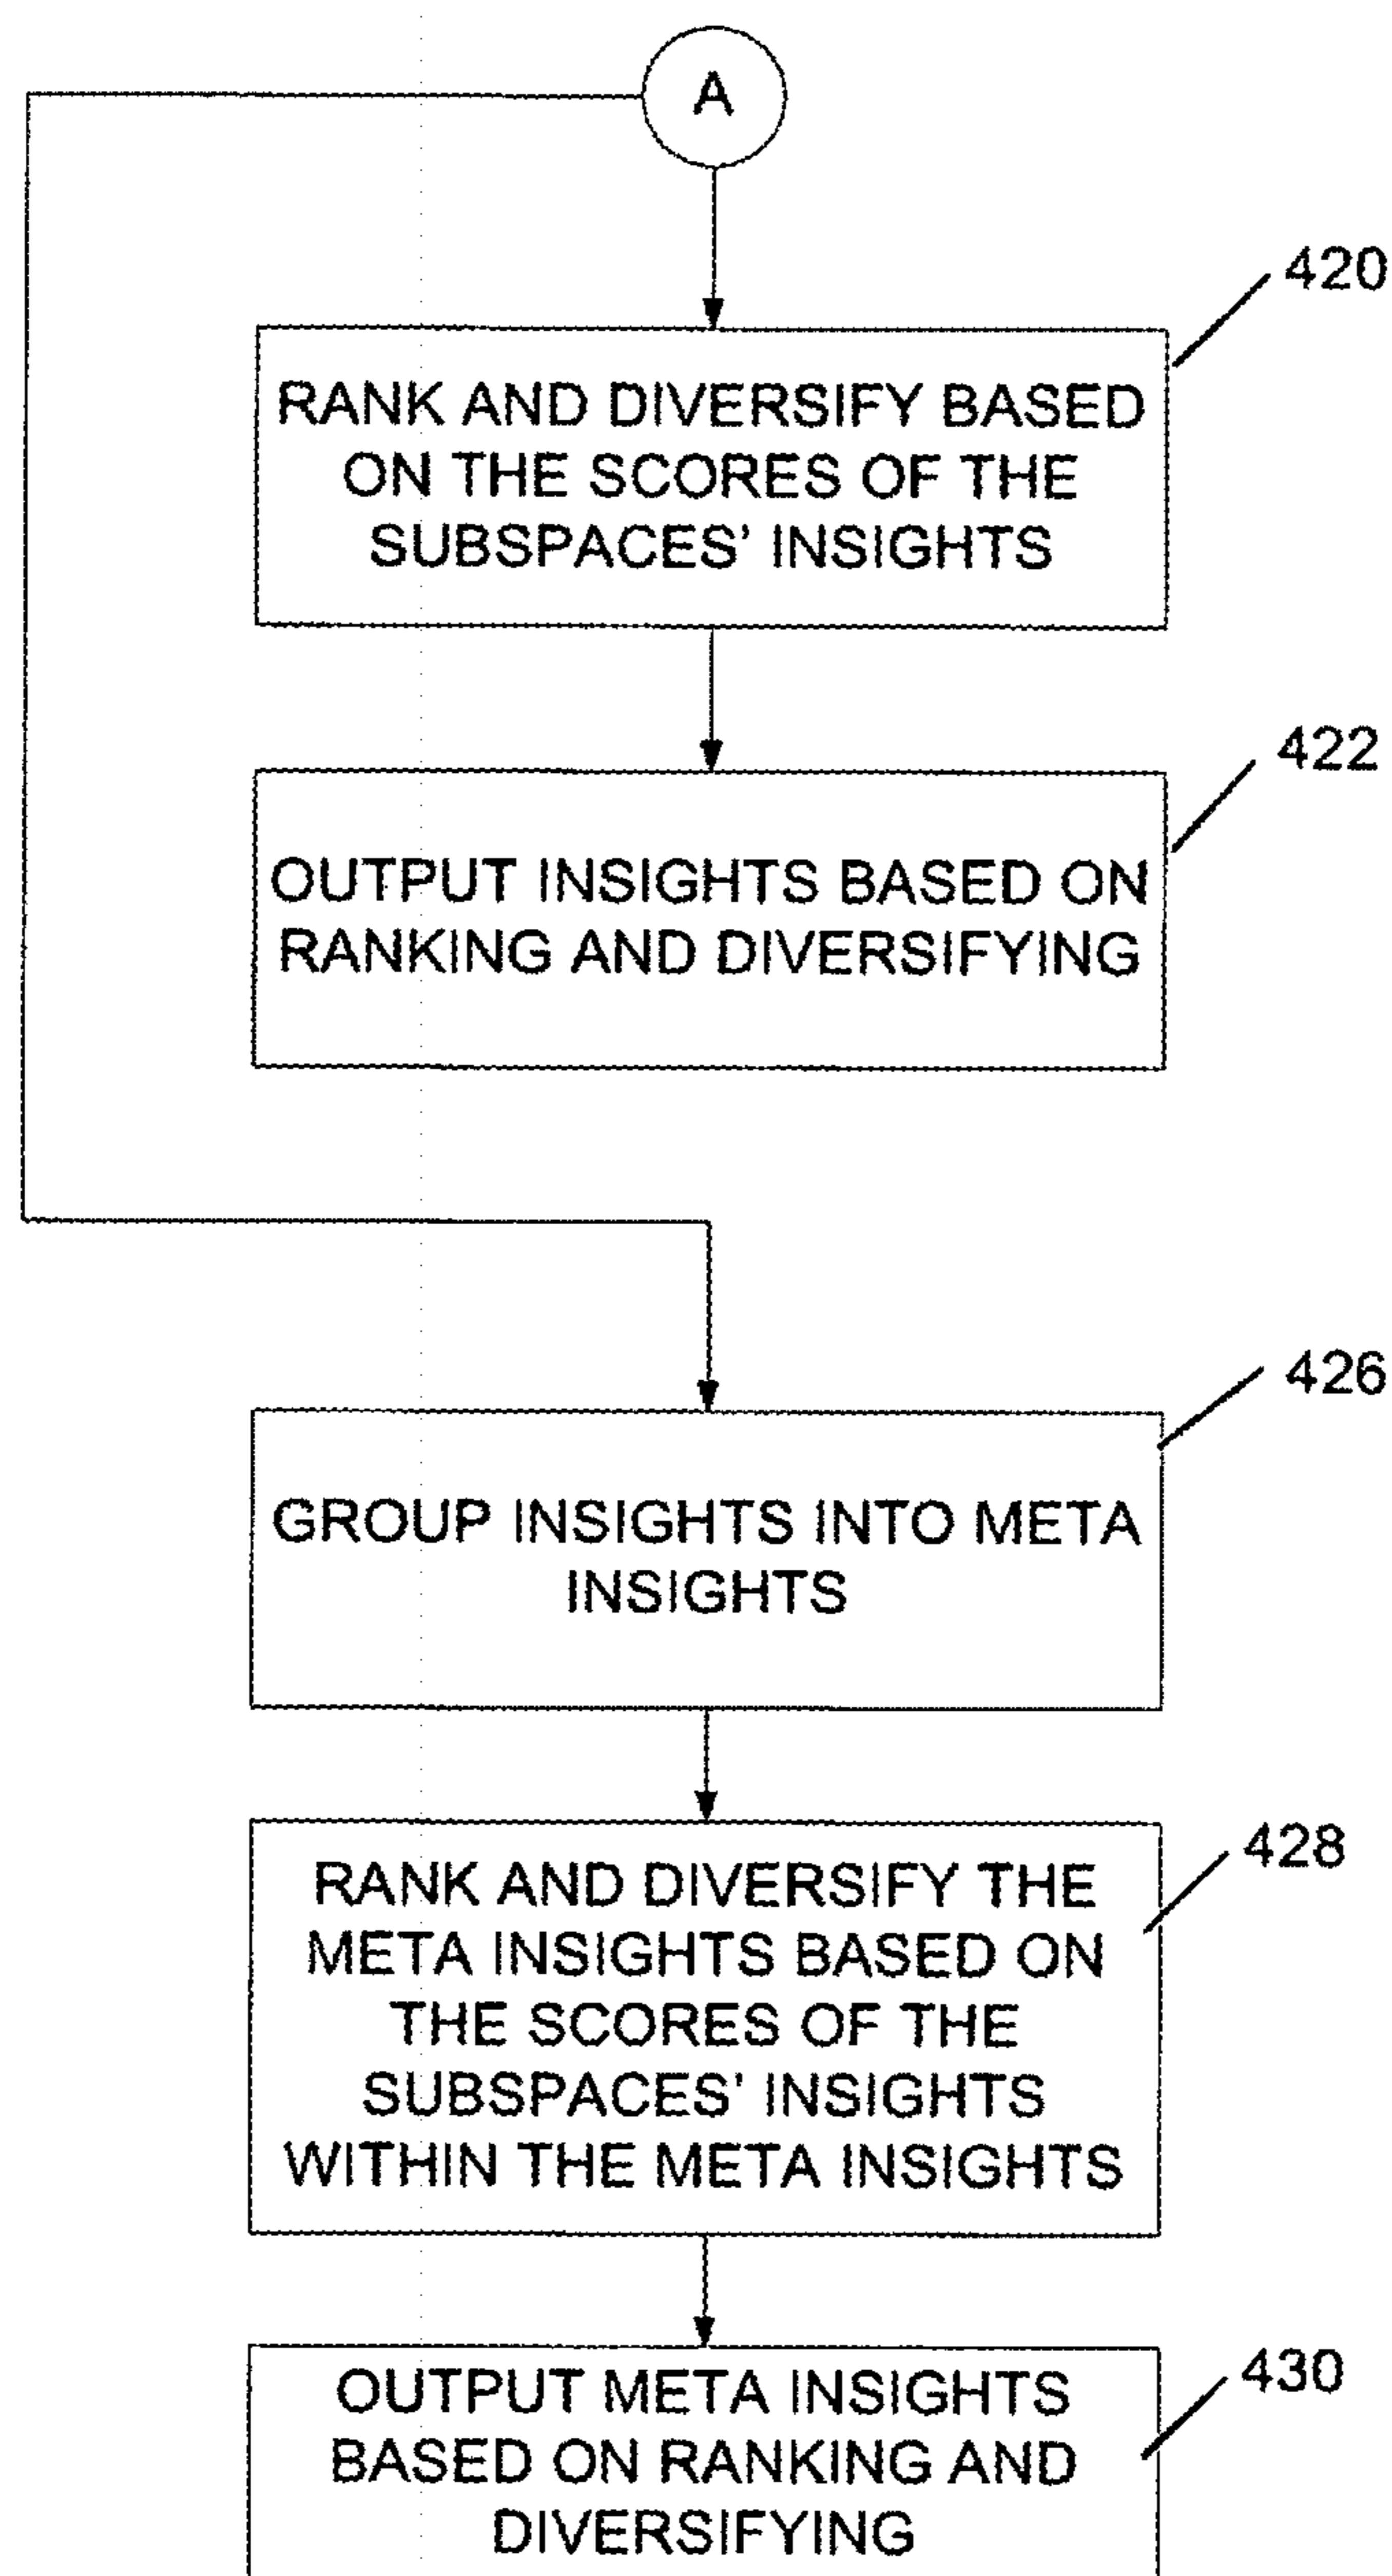 A
420
RANK AND DIVERSIFY BASED
ON THE SCORES OF THE
SUBSPACES’ INSIGHTS
422
OUTPUT INSIGHTS BASED ON
RANKING AND DIVERSIFYING
426
GROUP INSIGHTS INTO META
INSIGHTS
428
RANK AND DIVERSIFY THE
META INSIGHTS BASED ON
THE SCORES OF THE
SUBSPACES’ INSIGHTS
WITHIN THE META INSIGHTS
430
OUTPUT META INSIGHTS
BASED ON RANKING AND
DIVERSIFYING